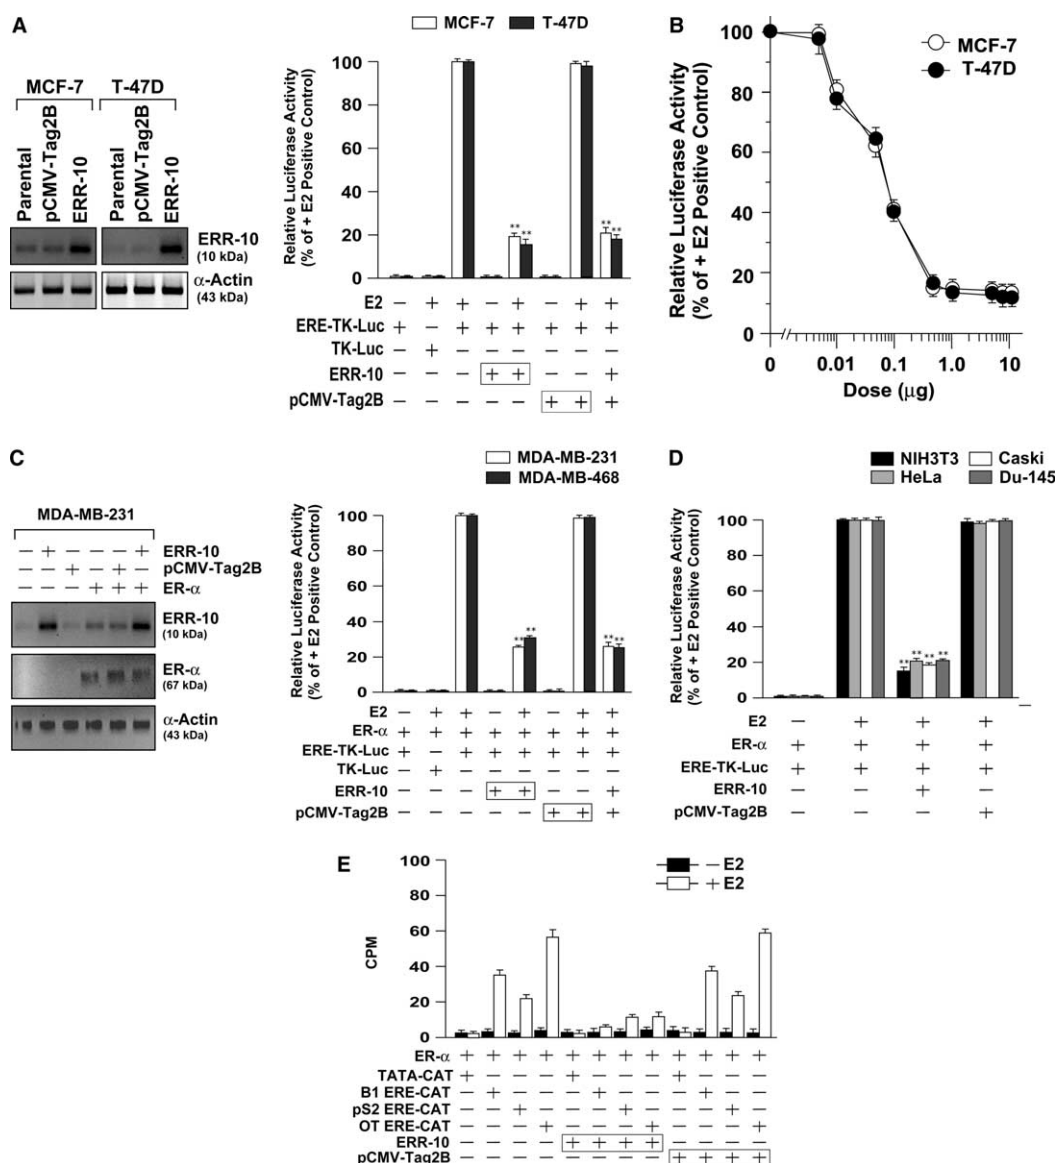 A
MCF-7
T-47D
Parental
pCMV-Tag2B
ERR-10
Parental
pCMV-Tag2B
ERR-10
ERR-10
(10 kDa)
α-Actin
(43 kDa)
MCF-7 T-47D
Relative Luciferase Activity
(% of + E2 Positive Control)
100
80
60
40
20
0
** ** ** **
E2 − + + − + − + +
ERE-TK-Luc + − + + + + + +
TK-Luc − + − − − − − −
ERR-10 − − − + + − − +
pCMV-Tag2B − − − − − + + +
B
MCF-7
T-47D
Relative Luciferase Activity
(% of + E2 Positive Control)
100
80
60
40
20
0
0 0.01 0.1 1.0 10
Dose (μg)
C
MDA-MB-231
− + − − − + ERR-10
− − + − + − pCMV-Tag2B
− − − + + + ER-α
ERR-10
(10 kDa)
ER-α
(67 kDa)
α-Actin
(43 kDa)
MDA-MB-231
MDA-MB-468
Relative Luciferase Activity
(% of + E2 Positive Control)
100
80
60
40
20
0
** ** ** **
E2 − + + − + − + +
ER-α + + + + + + + +
ERE-TK-Luc + − + + + + + +
TK-Luc − + − − − − − −
ERR-10 − − − + + − − +
pCMV-Tag2B − − − − − + + +
D
NIH3T3 Caski
HeLa Du-145
Relative Luciferase Activity
(% of + E2 Positive Control)
100
80
60
40
20
0
** ** ** **
E2 − + + +
ER-α + + + +
ERE-TK-Luc + + + +
ERR-10 − − + −
pCMV-Tag2B − − − +
E
− E2
+ E2
CPM
100
80
60
40
20
0
ER-α + + + + + + + + + + + +
TATA-CAT + − − − + − − − + − − −
B1 ERE-CAT − + − − − + − − − + − −
pS2 ERE-CAT − − + − − − + − − − + −
OT ERE-CAT − − − + − − − + − − − +
ERR-10 − − − − + + + + − − − −
pCMV-Tag2B − − − − − − − − + + + +